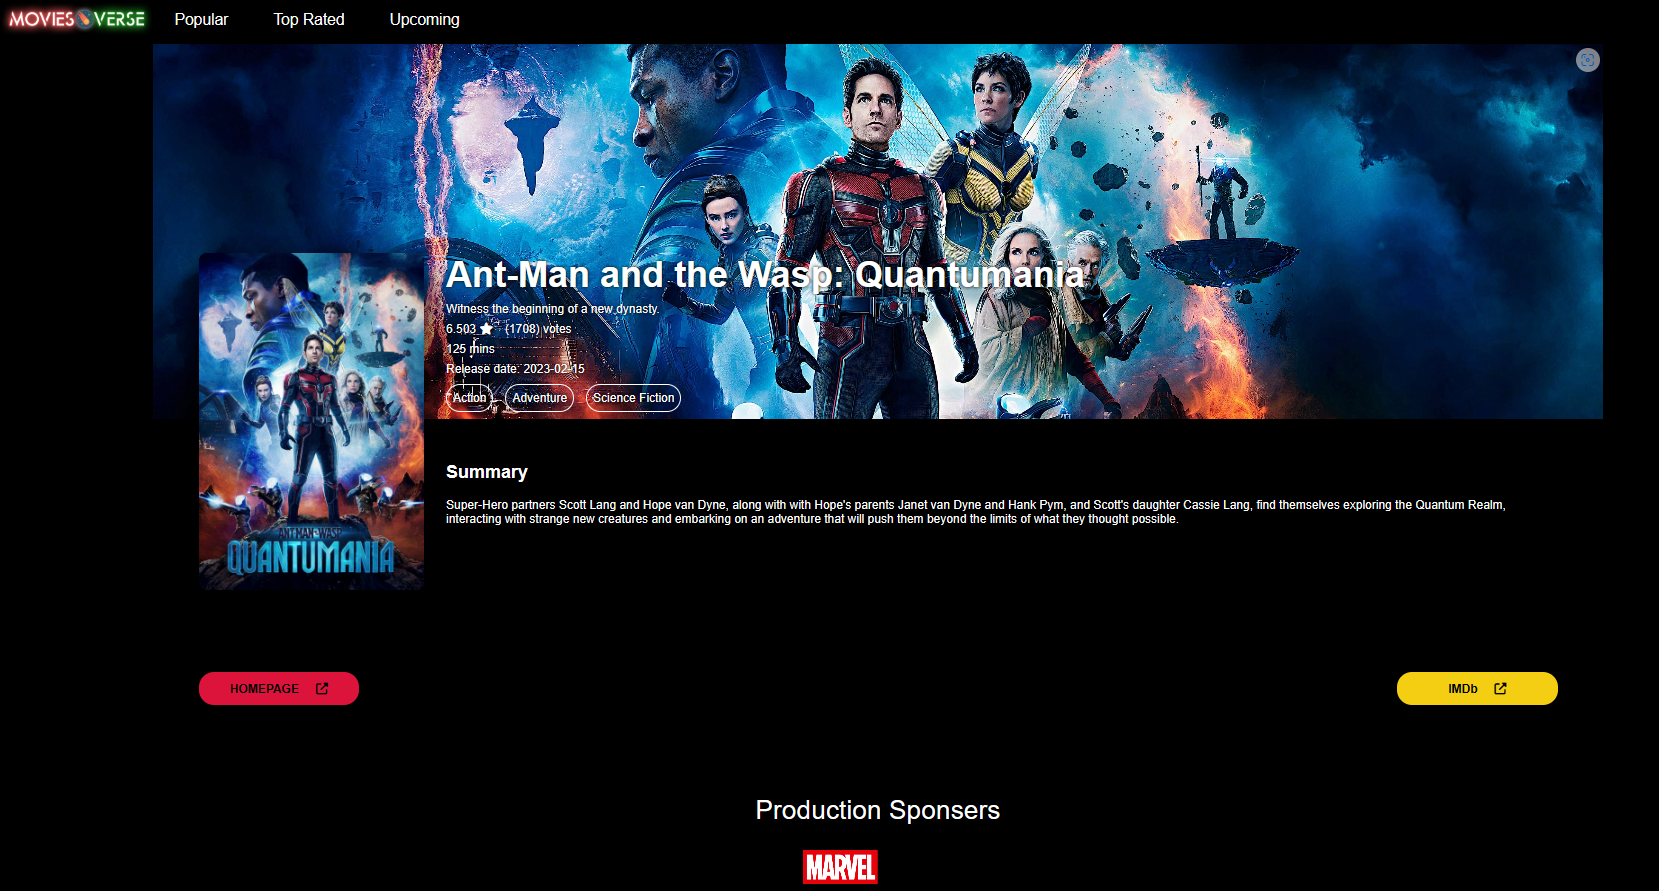 MOVIES VERSE Popular Top Rated Upcoming
Ant-Man and the Wasp: Quantumania
Witness the beginning of a new dynasty.
6.503 ★ (1708) votes
125 mins
Release date: 2023-02-15
Action Adventure Science Fiction
ANT-MAN AND THE WASP
QUANTUMANIA
Summary
Super-Hero partners Scott Lang and Hope van Dyne, along with with Hope's parents Janet van Dyne and Hank Pym, and Scott's daughter Cassie Lang, find themselves exploring the Quantum Realm,
interacting with strange new creatures and embarking on an adventure that will push them beyond the limits of what they thought possible.
HOMEPAGE IMDb
Production Sponsers
MARVEL